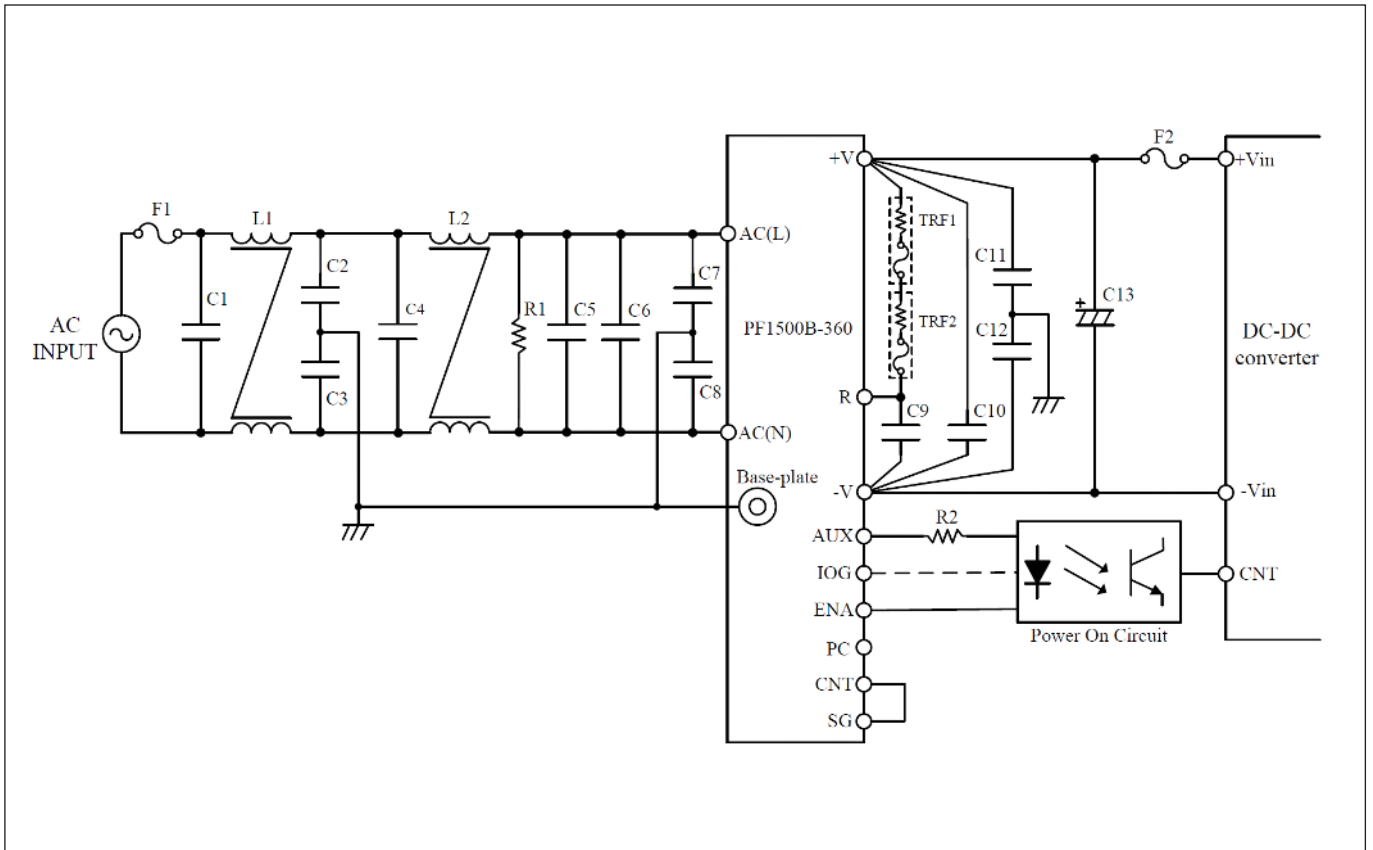 F1
L1
L2
AC
INPUT
C1
C2
C3
C4
R1
C5
C6
C7
C8
AC(L)
AC(N)
PF1500B-360
Base-plate
+V
R
-V
AUX
IOG
ENA
PC
CNT
SG
TRF1
TRF2
C9
C10
C11
C12
C13
F2
R2
Power On Circuit
+Vin
DC-DC
converter
-Vin
CNT